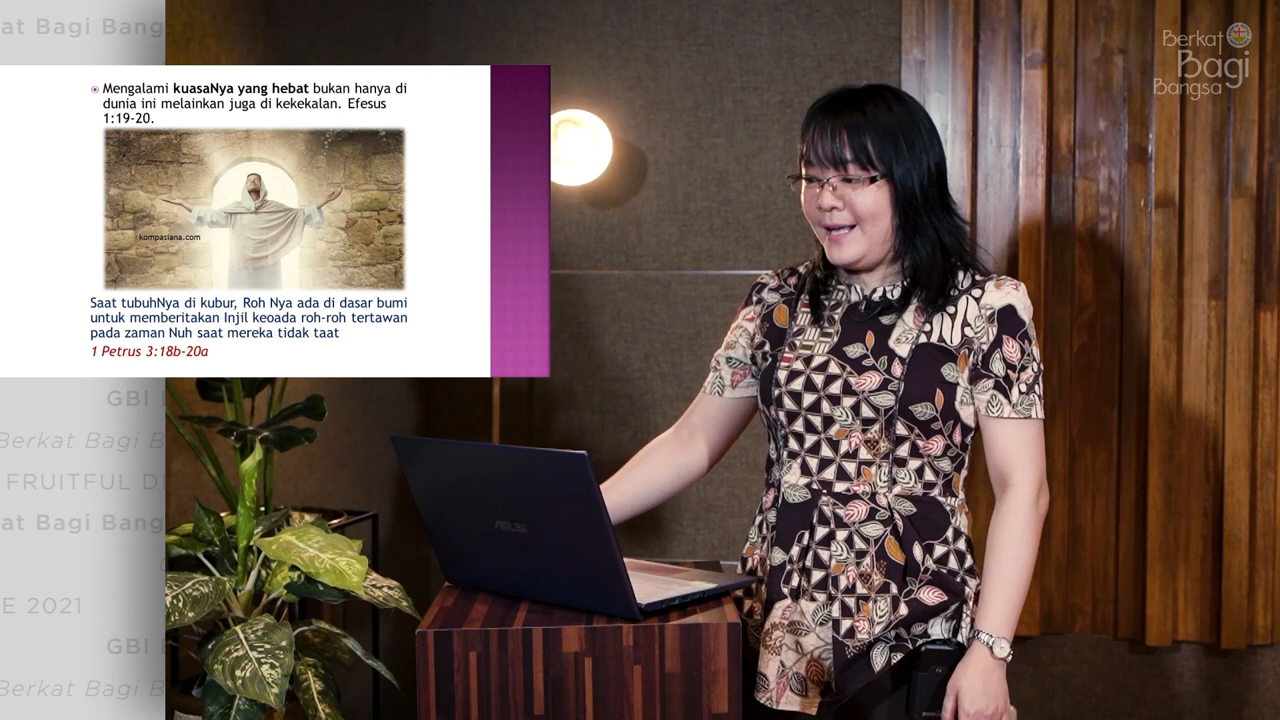 at Bagi Bang
Mengalami kuasaNya yang hebat bukan hanya di
dunia ini melainkan juga di kekekalan. Efesus
1:19-20.
kompasiana.com
Saat tubuhNya di kubur, Roh Nya ada di dasar bumi
untuk memberitakan Injil keoada roh-roh tertawan
pada zaman Nuh saat mereka tidak taat
1 Petrus 3:18b-20a
Berkat
Bagi
Bangsa
GBI
Berkat Bagi B
FRUITFUL D
at Bagi Bang
E 2021
GBI
Berkat Bagi B
ASUS